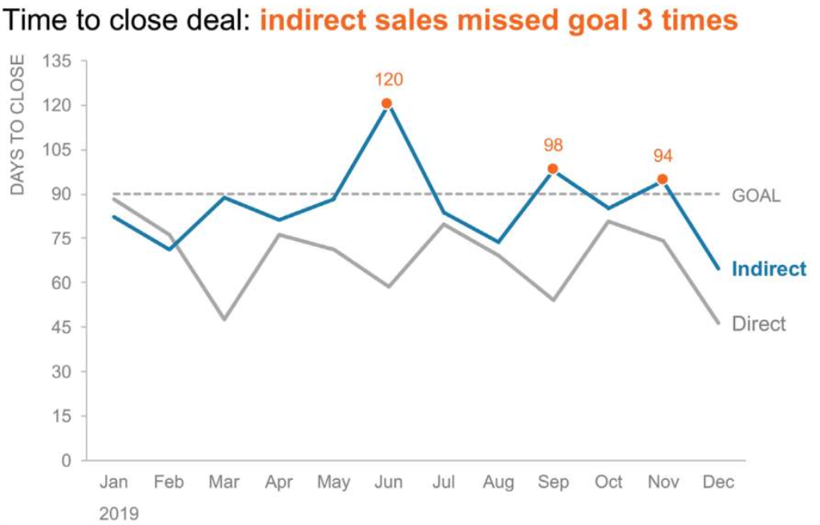 Time to close deal: indirect sales missed goal 3 times
DAYS TO CLOSE
135
120
105
90
75
60
45
30
15
0
120
98
94
GOAL
Indirect
Direct
Jan Feb Mar Apr May Jun Jul Aug Sep Oct Nov Dec
2019